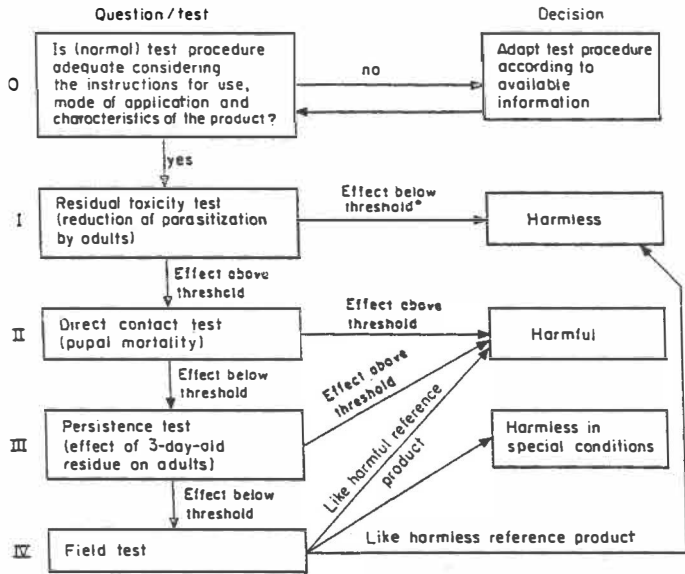 Question/test
Decision
O
Is (normal) test procedure
adequate considering
the instructions for use,
mode of application and
characteristics of the product?
no
Adapt test procedure
according to
available
information
yes
I
Residual toxicity test
(reduction of parasitization
by adults)
Effect below
threshold*
Harmless
Effect above
threshold
II
Direct contact test
(pupal mortality)
Effect above
threshold
Harmful
Effect below
threshold
Effect above
threshold
III
Persistence test
(effect of 3-day-old
residue on adults)
Like harmful reference
product
Harmless in
special conditions
Effect below
threshold
IV
Field test
Like harmless reference product